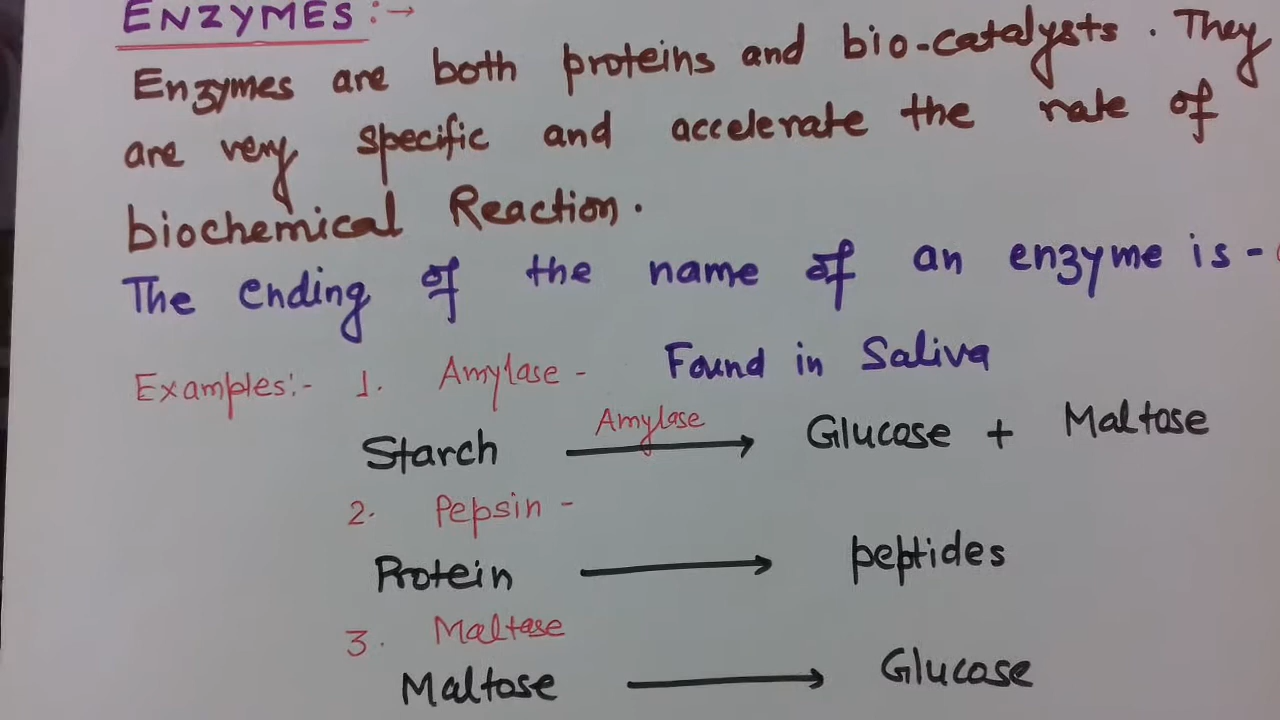 ENZYMES :→
Enzymes are both proteins and bio-catalysts. They
are very specific and accelerate the rate of
biochemical Reaction.
The ending of the name of an enzyme is -
Examples:- 1. Amylase - Found in Saliva
Starch Amylase → Glucose + Maltose
2. Pepsin -
Protein → peptides
3. Maltase
Maltose → Glucose